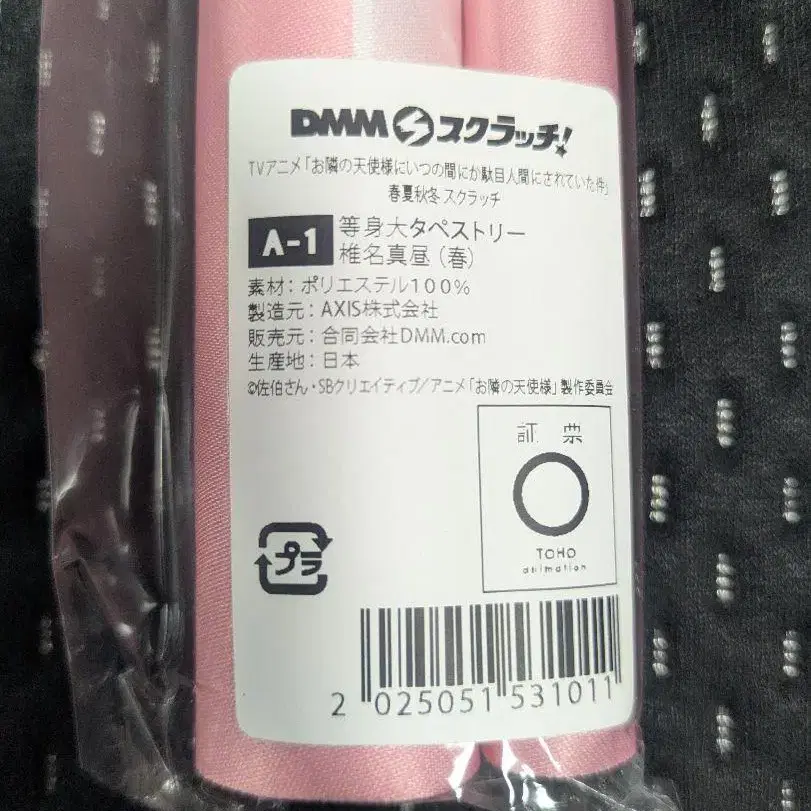 DMMスクラッチ!
TVアニメ「お隣の天使様にいつの間にか駄目人間にされていた件」
春夏秋冬 スクラッチ
A-1 等身大タペストリー
椎名真昼（春）
素材：ポリエステル100%
製造元：AXIS株式会社
販売元：合同会社DMM.com
生産地：日本
©佐伯さん・SBクリエイティブ/アニメ「お隣の天使様」製作委員会
証 票
TOHO
animation
プラ
2 025051 531011